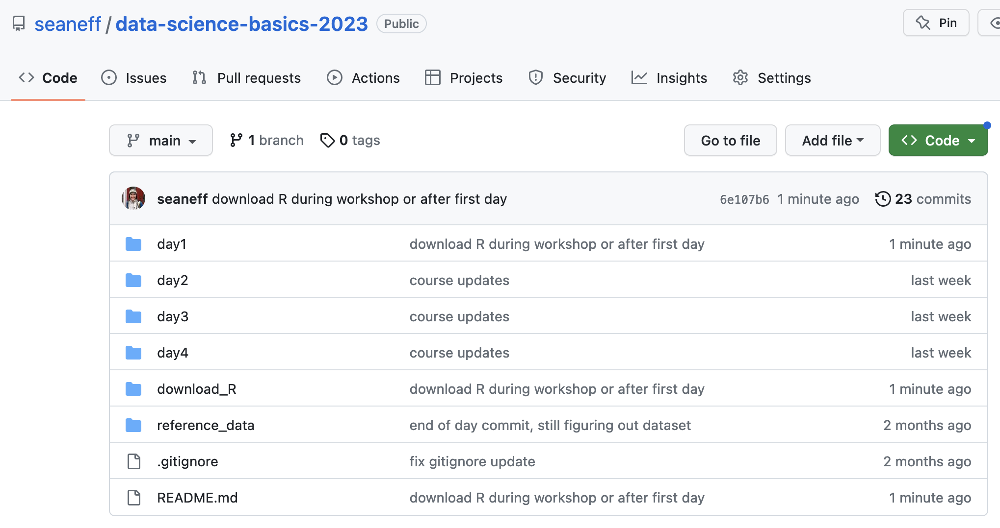 seaneff / data-science-basics-2023 Public Pin
Code Issues Pull requests Actions Projects Security Insights Settings
main 1 branch 0 tags Go to file Add file Code
seaneff download R during workshop or after first day 6e107b6 1 minute ago 23 commits
day1 download R during workshop or after first day 1 minute ago
day2 course updates last week
day3 course updates last week
day4 course updates last week
download_R download R during workshop or after first day 1 minute ago
reference_data end of day commit, still figuring out dataset 2 months ago
.gitignore fix gitignore update 2 months ago
README.md download R during workshop or after first day 1 minute ago